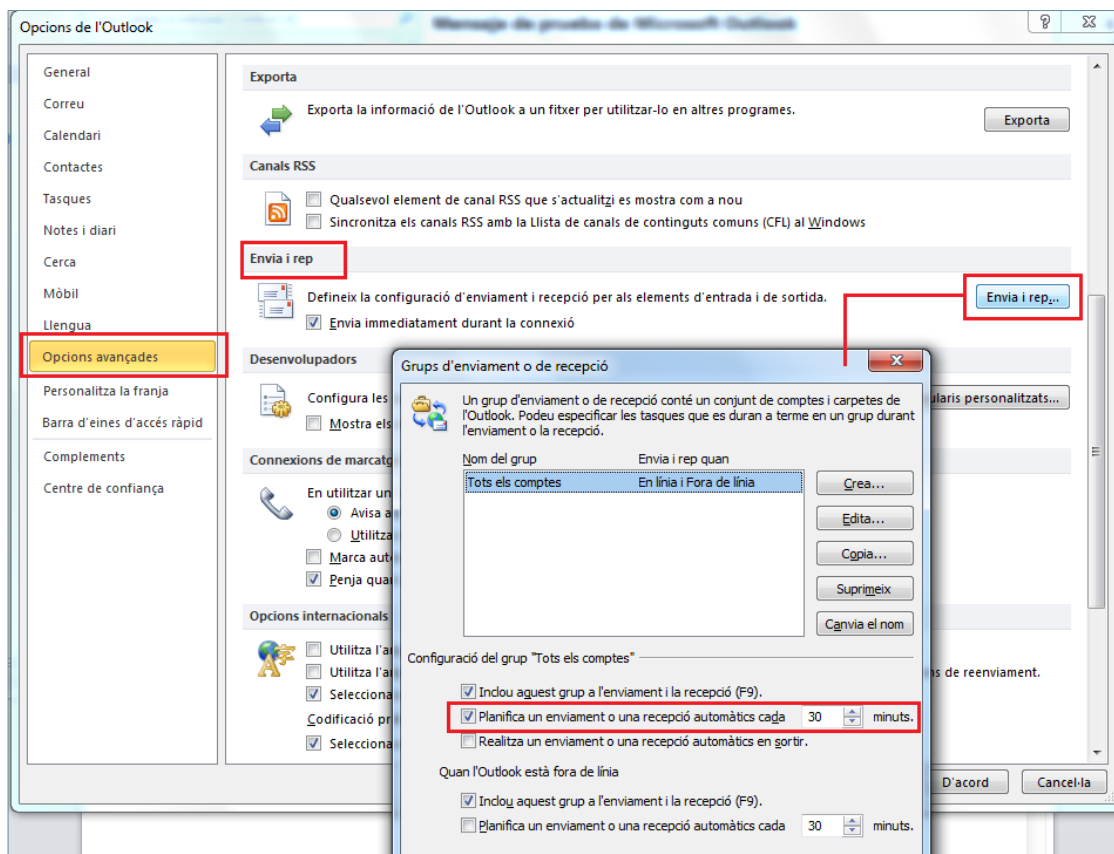 Opcions de l'Outlook
Mensaje de prueba de Microsoft Outlook
General
Correu
Calendari
Contactes
Tasques
Notes i diari
Cerca
Mòbil
Llengua
Opcions avançades
Personalitza la franja
Barra d'eines d'accés ràpid
Complements
Centre de confiança
Exporta
Exporta la informació de l'Outlook a un fitxer per utilitzar-lo en altres programes.
Exporta
Canals RSS
Qualsevol element de canal RSS que s'actualitzi es mostra com a nou
Sincronitza els canals RSS amb la Llista de canals de continguts comuns (CFL) al Windows
Envia i rep
Defineix la configuració d'enviament i recepció per als elements d'entrada i de sortida.
Envia i rep...
Envia immediatament durant la connexió
Desenvolupadors
Configura les
ularis personalitzats...
Mostra els
Connexions de marcatg
En utilitzar un
Avisa a
Utilitza
Marca aut
Penja qua
Opcions internacionals
Utilitza l'a
Utilitza l'a
ns de reenviament.
Selecciona
Codificació pr
Selecciona
D'acord
Cancel·la
Grups d'enviament o de recepció
Un grup d'enviament o de recepció conté un conjunt de comptes i carpetes de
l'Outlook. Podeu especificar les tasques que es duran a terme en un grup durant
l'enviament o la recepció.
Nom del grup Envia i rep quan
Tots els comptes En línia i Fora de línia
Crea...
Edita...
Copia...
Suprimeix
Canvia el nom
Configuració del grup "Tots els comptes"
Inclou aquest grup a l'enviament i la recepció (F9).
Planifica un enviament o una recepció automàtics cada 30 minuts.
Realitza un enviament o una recepció automàtics en sortir.
Quan l'Outlook està fora de línia
Inclou aquest grup a l'enviament i la recepció (F9).
Planifica un enviament o una recepció automàtics cada 30 minuts.